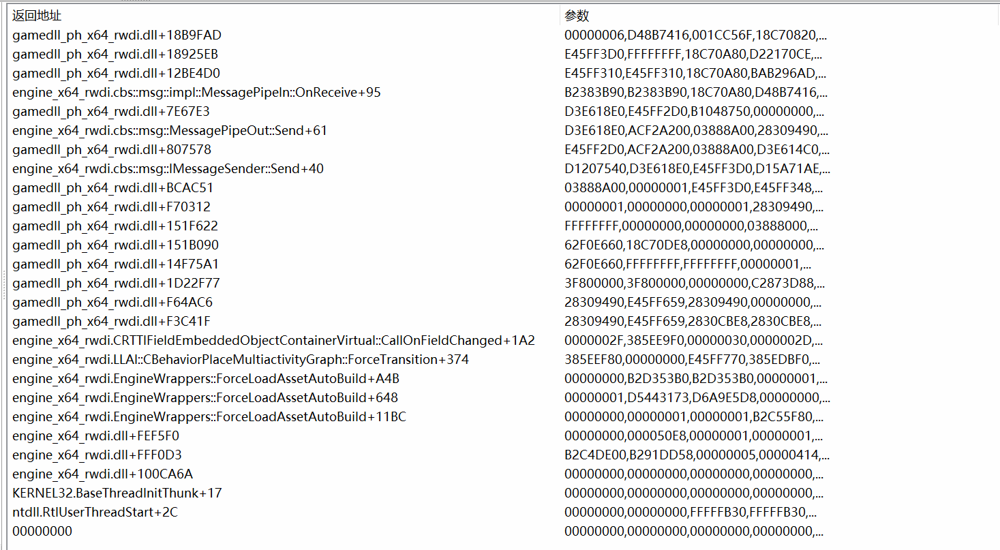 返回地址 参数
gamedll_ph_x64_rwdi.dll+18B9FAD 00000006,D48B7416,001CC56F,18C70820,...
gamedll_ph_x64_rwdi.dll+18925EB E45FF3D0,FFFFFFFF,18C70A80,D22170CE,...
gamedll_ph_x64_rwdi.dll+12BE4D0 E45FF310,E45FF310,18C70A80,BAB296AD,...
engine_x64_rwdi.cbs::msg::impl::MessagePipeIn::OnReceive+95 B2383B90,B2383B90,18C70A80,D48B7416,...
gamedll_ph_x64_rwdi.dll+7E67E3 D3E618E0,E45FF2D0,B1048750,00000000,...
engine_x64_rwdi.cbs::msg::MessagePipeOut::Send+61 D3E618E0,ACF2A200,03888A00,28309490,...
gamedll_ph_x64_rwdi.dll+807578 E45FF2D0,ACF2A200,03888A00,D3E614C0,...
engine_x64_rwdi.cbs::msg::IMessageSender::Send+40 D1207540,D3E618E0,E45FF3D0,D15A71AE,...
gamedll_ph_x64_rwdi.dll+BCAC51 03888A00,00000001,E45FF3D0,E45FF348,...
gamedll_ph_x64_rwdi.dll+F70312 00000001,00000000,00000001,28309490,...
gamedll_ph_x64_rwdi.dll+151F622 FFFFFFFF,00000000,00000000,03888000,...
gamedll_ph_x64_rwdi.dll+151B090 62F0E660,18C70DE8,00000000,00000000,...
gamedll_ph_x64_rwdi.dll+14F75A1 62F0E660,FFFFFFFF,FFFFFFFF,00000001,...
gamedll_ph_x64_rwdi.dll+1D22F77 3F800000,3F800000,00000000,C2873D88,...
gamedll_ph_x64_rwdi.dll+F64AC6 28309490,E45FF659,28309490,00000000,...
gamedll_ph_x64_rwdi.dll+F3C41F 28309490,E45FF659,2830CBE8,2830CBE8,...
engine_x64_rwdi.CRTTIFieldEmbeddedObjectContainerVirtual::CallOnFieldChanged+1A2 0000002F,385EE9F0,00000030,0000002D,...
engine_x64_rwdi.LLAI::CBehaviorPlaceMultiactivityGraph::ForceTransition+374 385EEF80,00000000,E45FF770,385EDBF0,...
engine_x64_rwdi.EngineWrappers::ForceLoadAssetAutoBuild+A4B 00000000,B2D353B0,B2D353B0,00000001,...
engine_x64_rwdi.EngineWrappers::ForceLoadAssetAutoBuild+648 00000001,D5443173,D6A9E5D8,00000000,...
engine_x64_rwdi.EngineWrappers::ForceLoadAssetAutoBuild+11BC 00000000,00000001,00000001,B2C55F80,...
engine_x64_rwdi.dll+FEF5F0 00000000,000050E8,00000001,00000001,...
engine_x64_rwdi.dll+FFF0D3 B2C4DE00,B291DD58,00000005,00000414,...
engine_x64_rwdi.dll+100CA6A 00000000,00000000,00000000,00000000,...
KERNEL32.BaseThreadInitThunk+17 00000000,00000000,00000000,00000000,...
ntdll.RtlUserThreadStart+2C 00000000,00000000,FFFFFB30,FFFFFB30,...
00000000 00000000,00000000,00000000,00000000,...